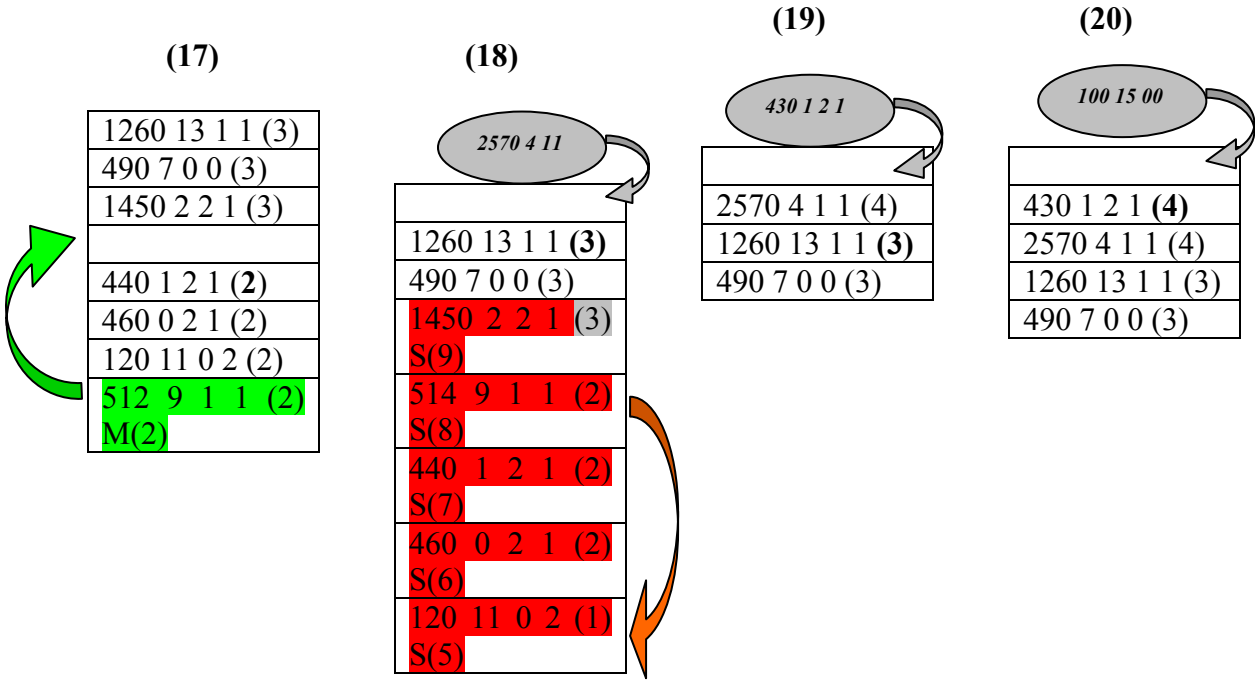 (17)
1260 13 1 1 (3)
490 7 0 0 (3)
1450 2 2 1 (3)
440 1 2 1 (2)
460 0 2 1 (2)
120 11 0 2 (2)
512 9 1 1 (2)
M(2)
(18)
2570 4 11
1260 13 1 1 (3)
490 7 0 0 (3)
1450 2 2 1 (3)
S(9)
514 9 1 1 (2)
S(8)
440 1 2 1 (2)
S(7)
460 0 2 1 (2)
S(6)
120 11 0 2 (1)
S(5)
(19)
430 1 2 1
2570 4 1 1 (4)
1260 13 1 1 (3)
490 7 0 0 (3)
(20)
100 15 00
430 1 2 1 (4)
2570 4 1 1 (4)
1260 13 1 1 (3)
490 7 0 0 (3)